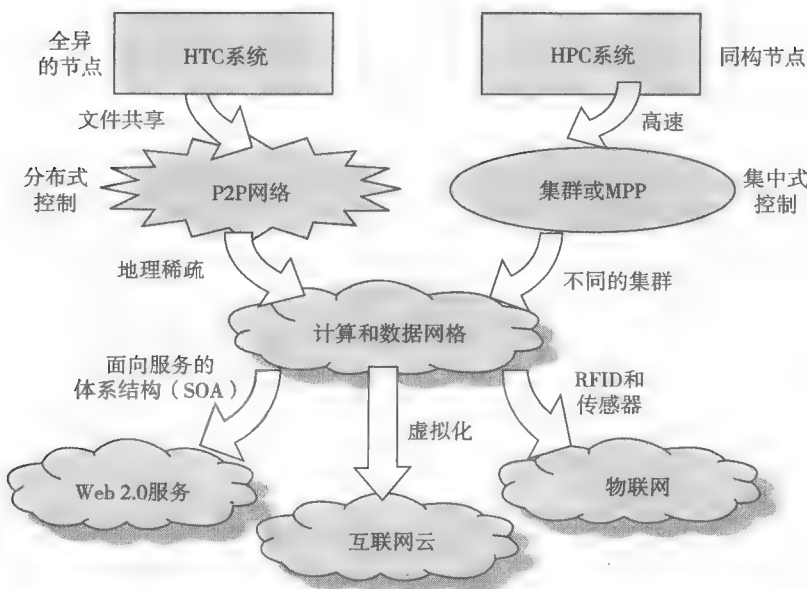 全异
的节点
HTC系统
HPC系统
同构节点
文件共享
高速
分布式
控制
P2P网络
集群或MPP
集中式
控制
地理稀疏
不同的集群
计算和数据网格
面向服务的
体系结构（SOA）
RFID和
传感器
虚拟化
Web 2.0服务
物联网
互联网云